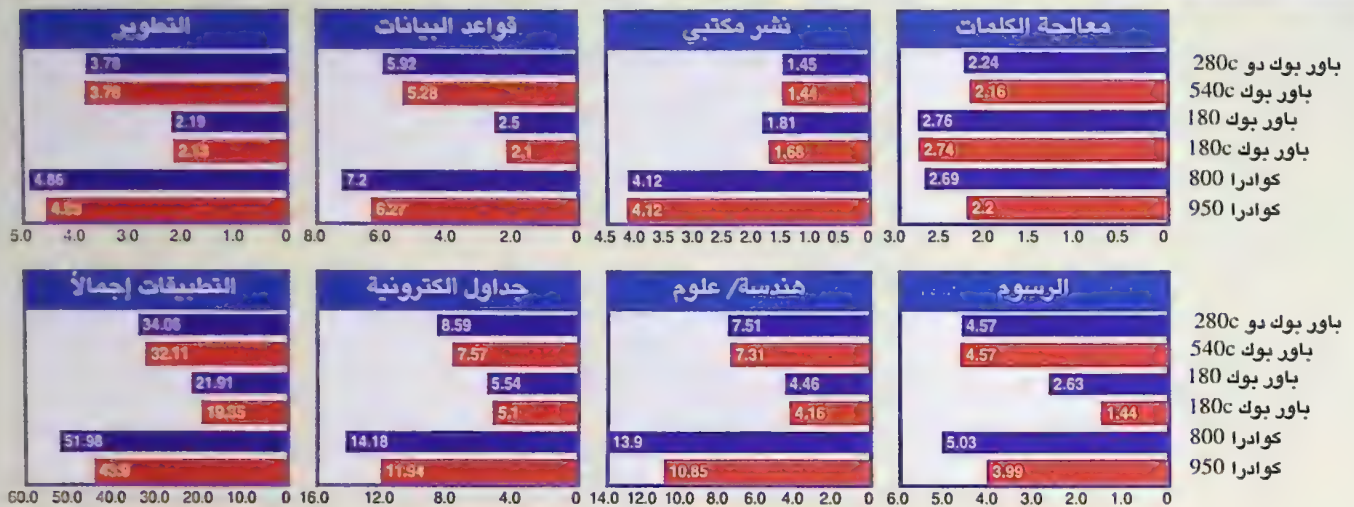 معالجة الكلمات نشر مكتبي قواعد البيانات التطوير
باور بوك دو 280c 2.24 1.45 5.92 3.78
باور بوك 540c 2.16 1.44 5.28 3.78
باور بوك 180 2.76 1.81 2.5 2.19
باور بوك 180c 2.74 1.68 2.1 2.13
كوادرا 800 2.69 4.12 7.2 4.86
كوادرا 950 2.2 4.12 6.27 4.53
0 0.5 1.0 1.5 2.0 2.5 3.0 0 0.5 1.0 1.5 2.0 2.5 3.0 3.5 4.0 4.5 0 2.0 4.0 6.0 8.0 0 1.0 2.0 3.0 4.0 5.0
الرسوم هندسة/ علوم جداول الكترونية التطبيقات إجمالاً
باور بوك دو 280c 4.57 7.51 8.59 34.06
باور بوك 540c 4.57 7.31 7.57 32.11
باور بوك 180 2.63 4.46 5.54 21.91
باور بوك 180c 1.44 4.16 5.1 19.35
كوادرا 800 5.03 13.9 14.18 51.98
كوادرا 950 3.99 10.85 11.94 43.9
0 1.0 2.0 3.0 4.0 5.0 6.0 0 2.0 4.0 6.0 8.0 10.0 12.0 14.0 0 4.0 8.0 12.0 16.0 0 10.0 20.0 30.0 40.0 50.0 60.0